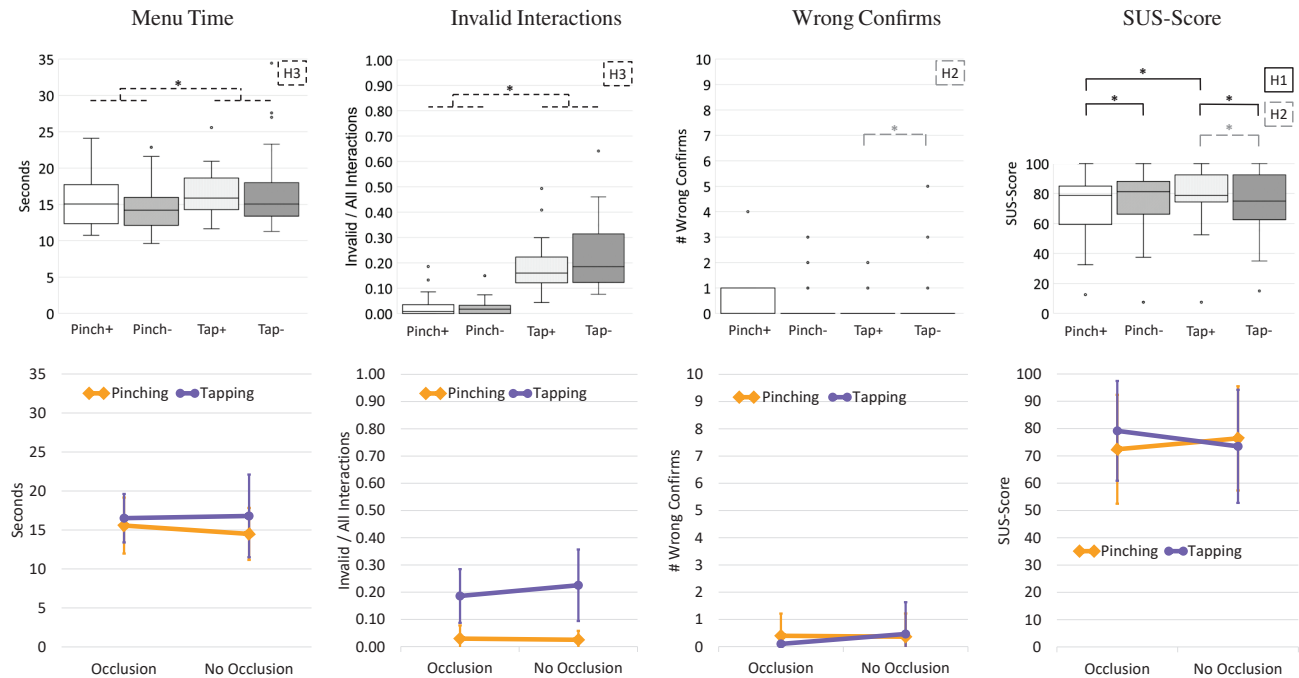 Menu Time
Invalid Interactions
Wrong Confirms
SUS-Score
Seconds
35
30
25
20
15
10
5
0
*
H3
Pinch+
Pinch-
Tap+
Tap-
Invalid / All Interactions
1.00
0.90
0.80
0.70
0.60
0.50
0.40
0.30
0.20
0.10
0.00
*
H3
Pinch+
Pinch-
Tap+
Tap-
# Wrong Confirms
10
9
8
7
6
5
4
3
2
1
0
H2
*
Pinch+
Pinch-
Tap+
Tap-
SUS-Score
100
80
60
40
20
0
*
*
*
*
H1
H2
Pinch+
Pinch-
Tap+
Tap-
Seconds
35
30
25
20
15
10
5
0
Pinching
Tapping
Occlusion
No Occlusion
Invalid / All Interactions
1.00
0.90
0.80
0.70
0.60
0.50
0.40
0.30
0.20
0.10
0.00
Pinching
Tapping
Occlusion
No Occlusion
# Wrong Confirms
10
9
8
7
6
5
4
3
2
1
0
Pinching
Tapping
Occlusion
No Occlusion
SUS-Score
100
90
80
70
60
50
40
30
20
10
0
Pinching
Tapping
Occlusion
No Occlusion